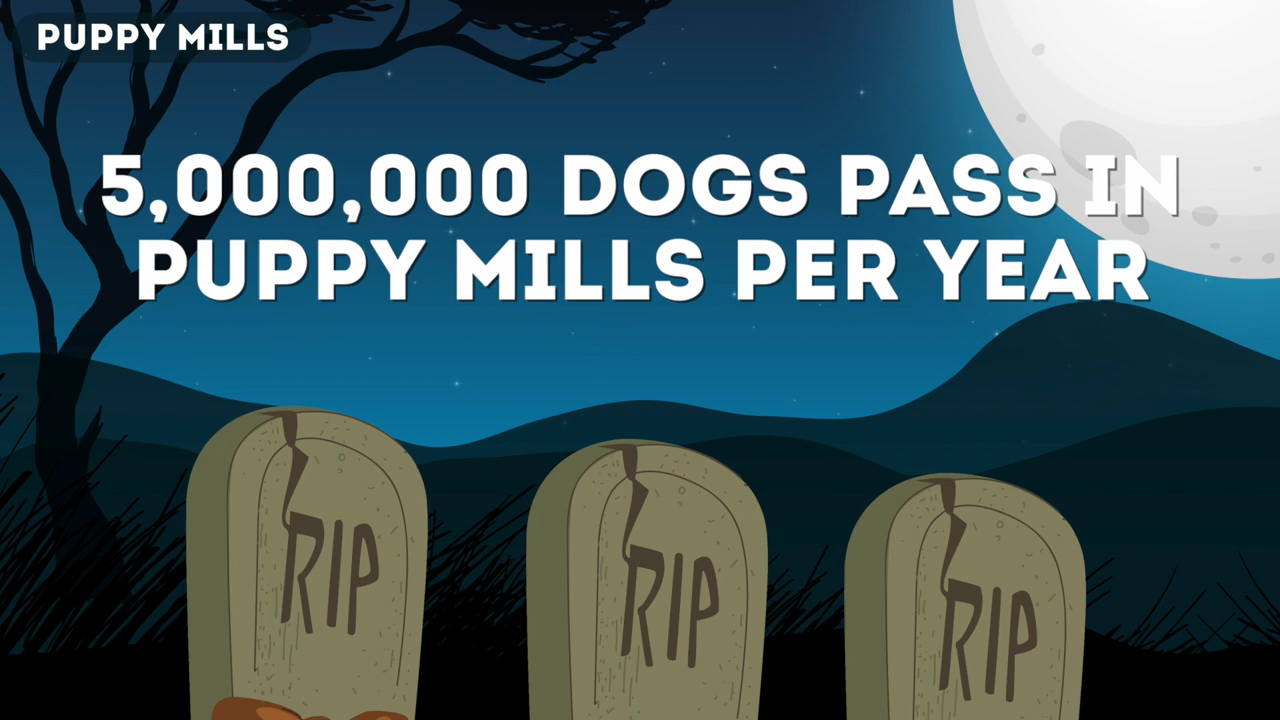 PUPPY MILLS
5,000,000 DOGS PASS IN
PUPPY MILLS PER YEAR
RIP
RIP
RIP